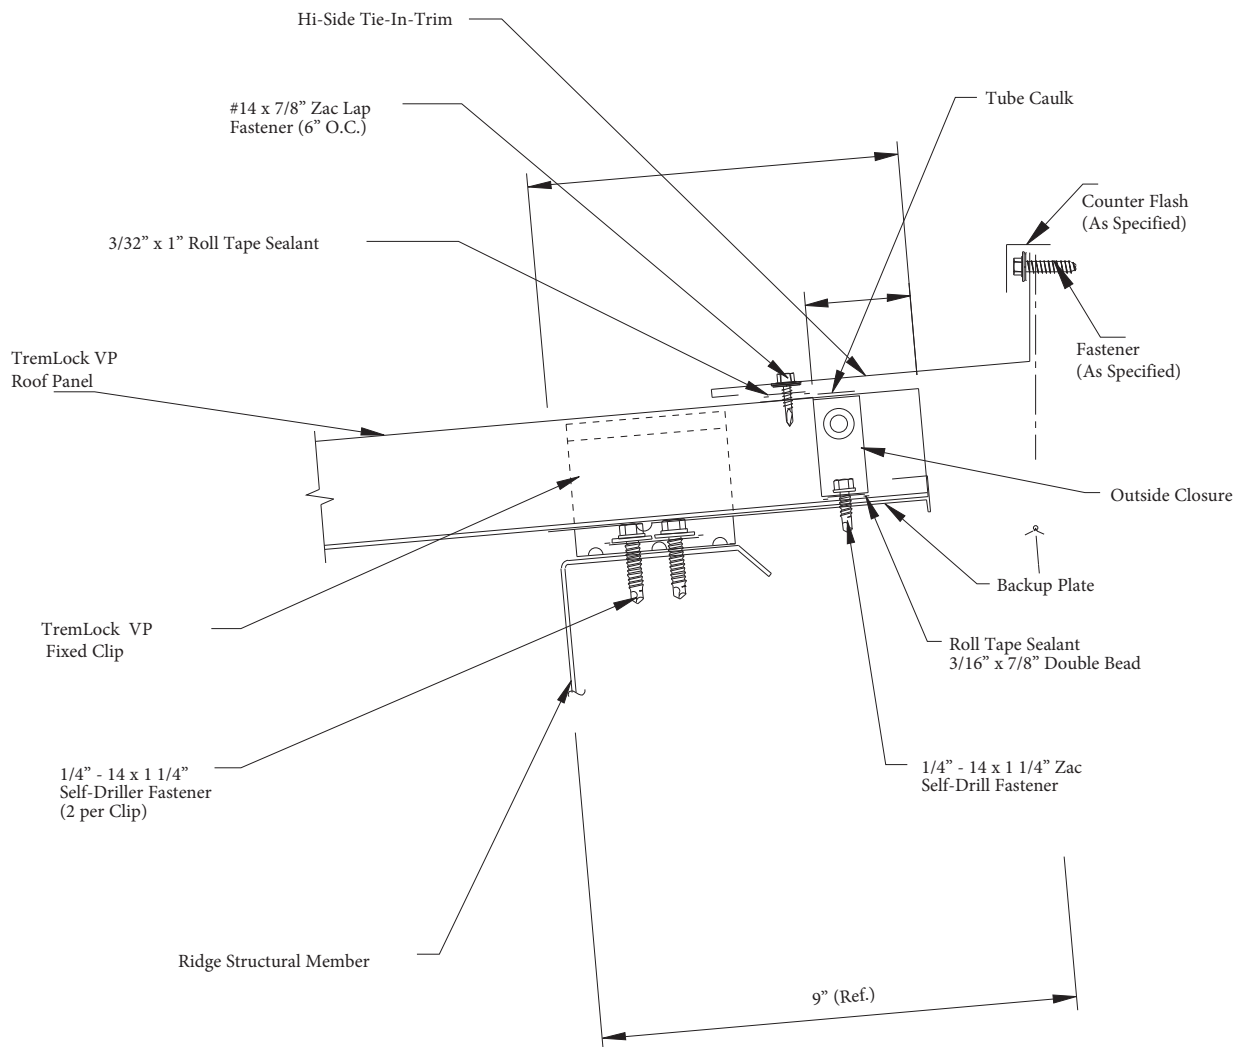 Hi-Side Tie-In-Trim
#14 x 7/8” Zac Lap
Fastener (6” O.C.)
Tube Caulk
Counter Flash
(As Specified)
3/32” x 1” Roll Tape Sealant
TremLock VP
Roof Panel
Fastener
(As Specified)
Outside Closure
Backup Plate
TremLock VP
Fixed Clip
Roll Tape Sealant
3/16” x 7/8” Double Bead
1/4” - 14 x 1 1/4”
Self-Driller Fastener
(2 per Clip)
1/4” - 14 x 1 1/4” Zac
Self-Drill Fastener
Ridge Structural Member
9” (Ref.)